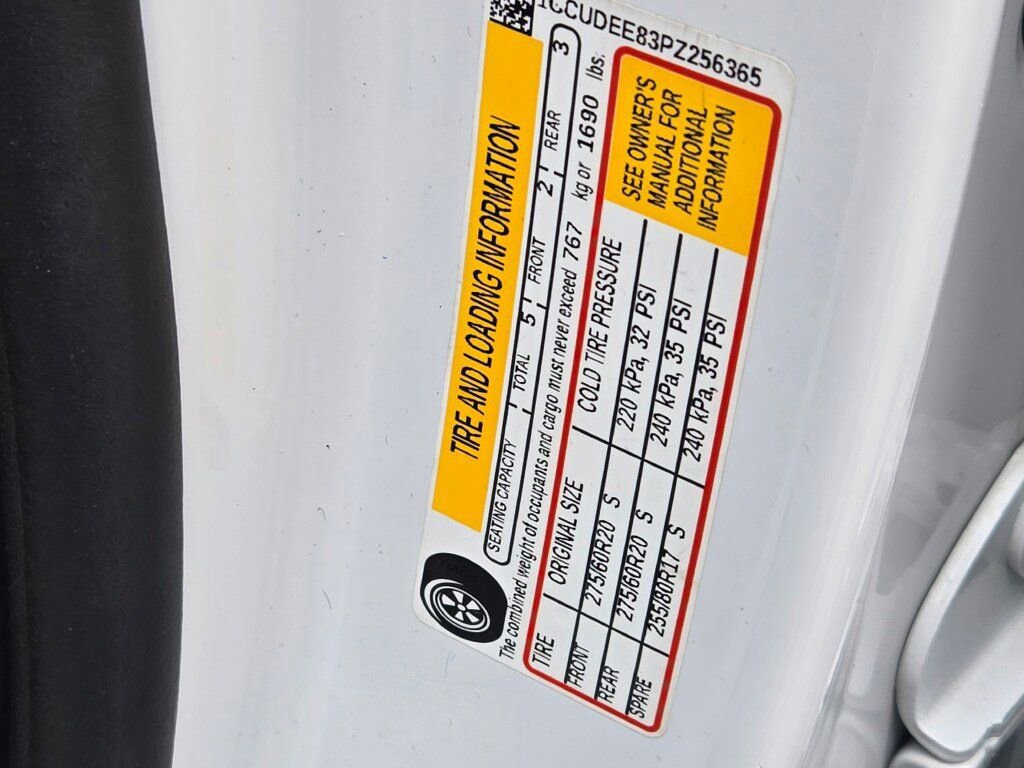 1CCUDEE83PZ256365
TIRE AND LOADING INFORMATION
SEATING CAPACITY TOTAL 5 FRONT 2 REAR 3
The combined weight of occupants and cargo must never exceed 767 kg or 1690 lbs.
TIRE ORIGINAL SIZE COLD TIRE PRESSURE
FRONT 275/60R20 S 220 kPa, 32 PSI
REAR 275/60R20 S 240 kPa, 35 PSI
SPARE 255/80R17 S 240 kPa, 35 PSI
SEE OWNER'S
MANUAL FOR
ADDITIONAL
INFORMATION